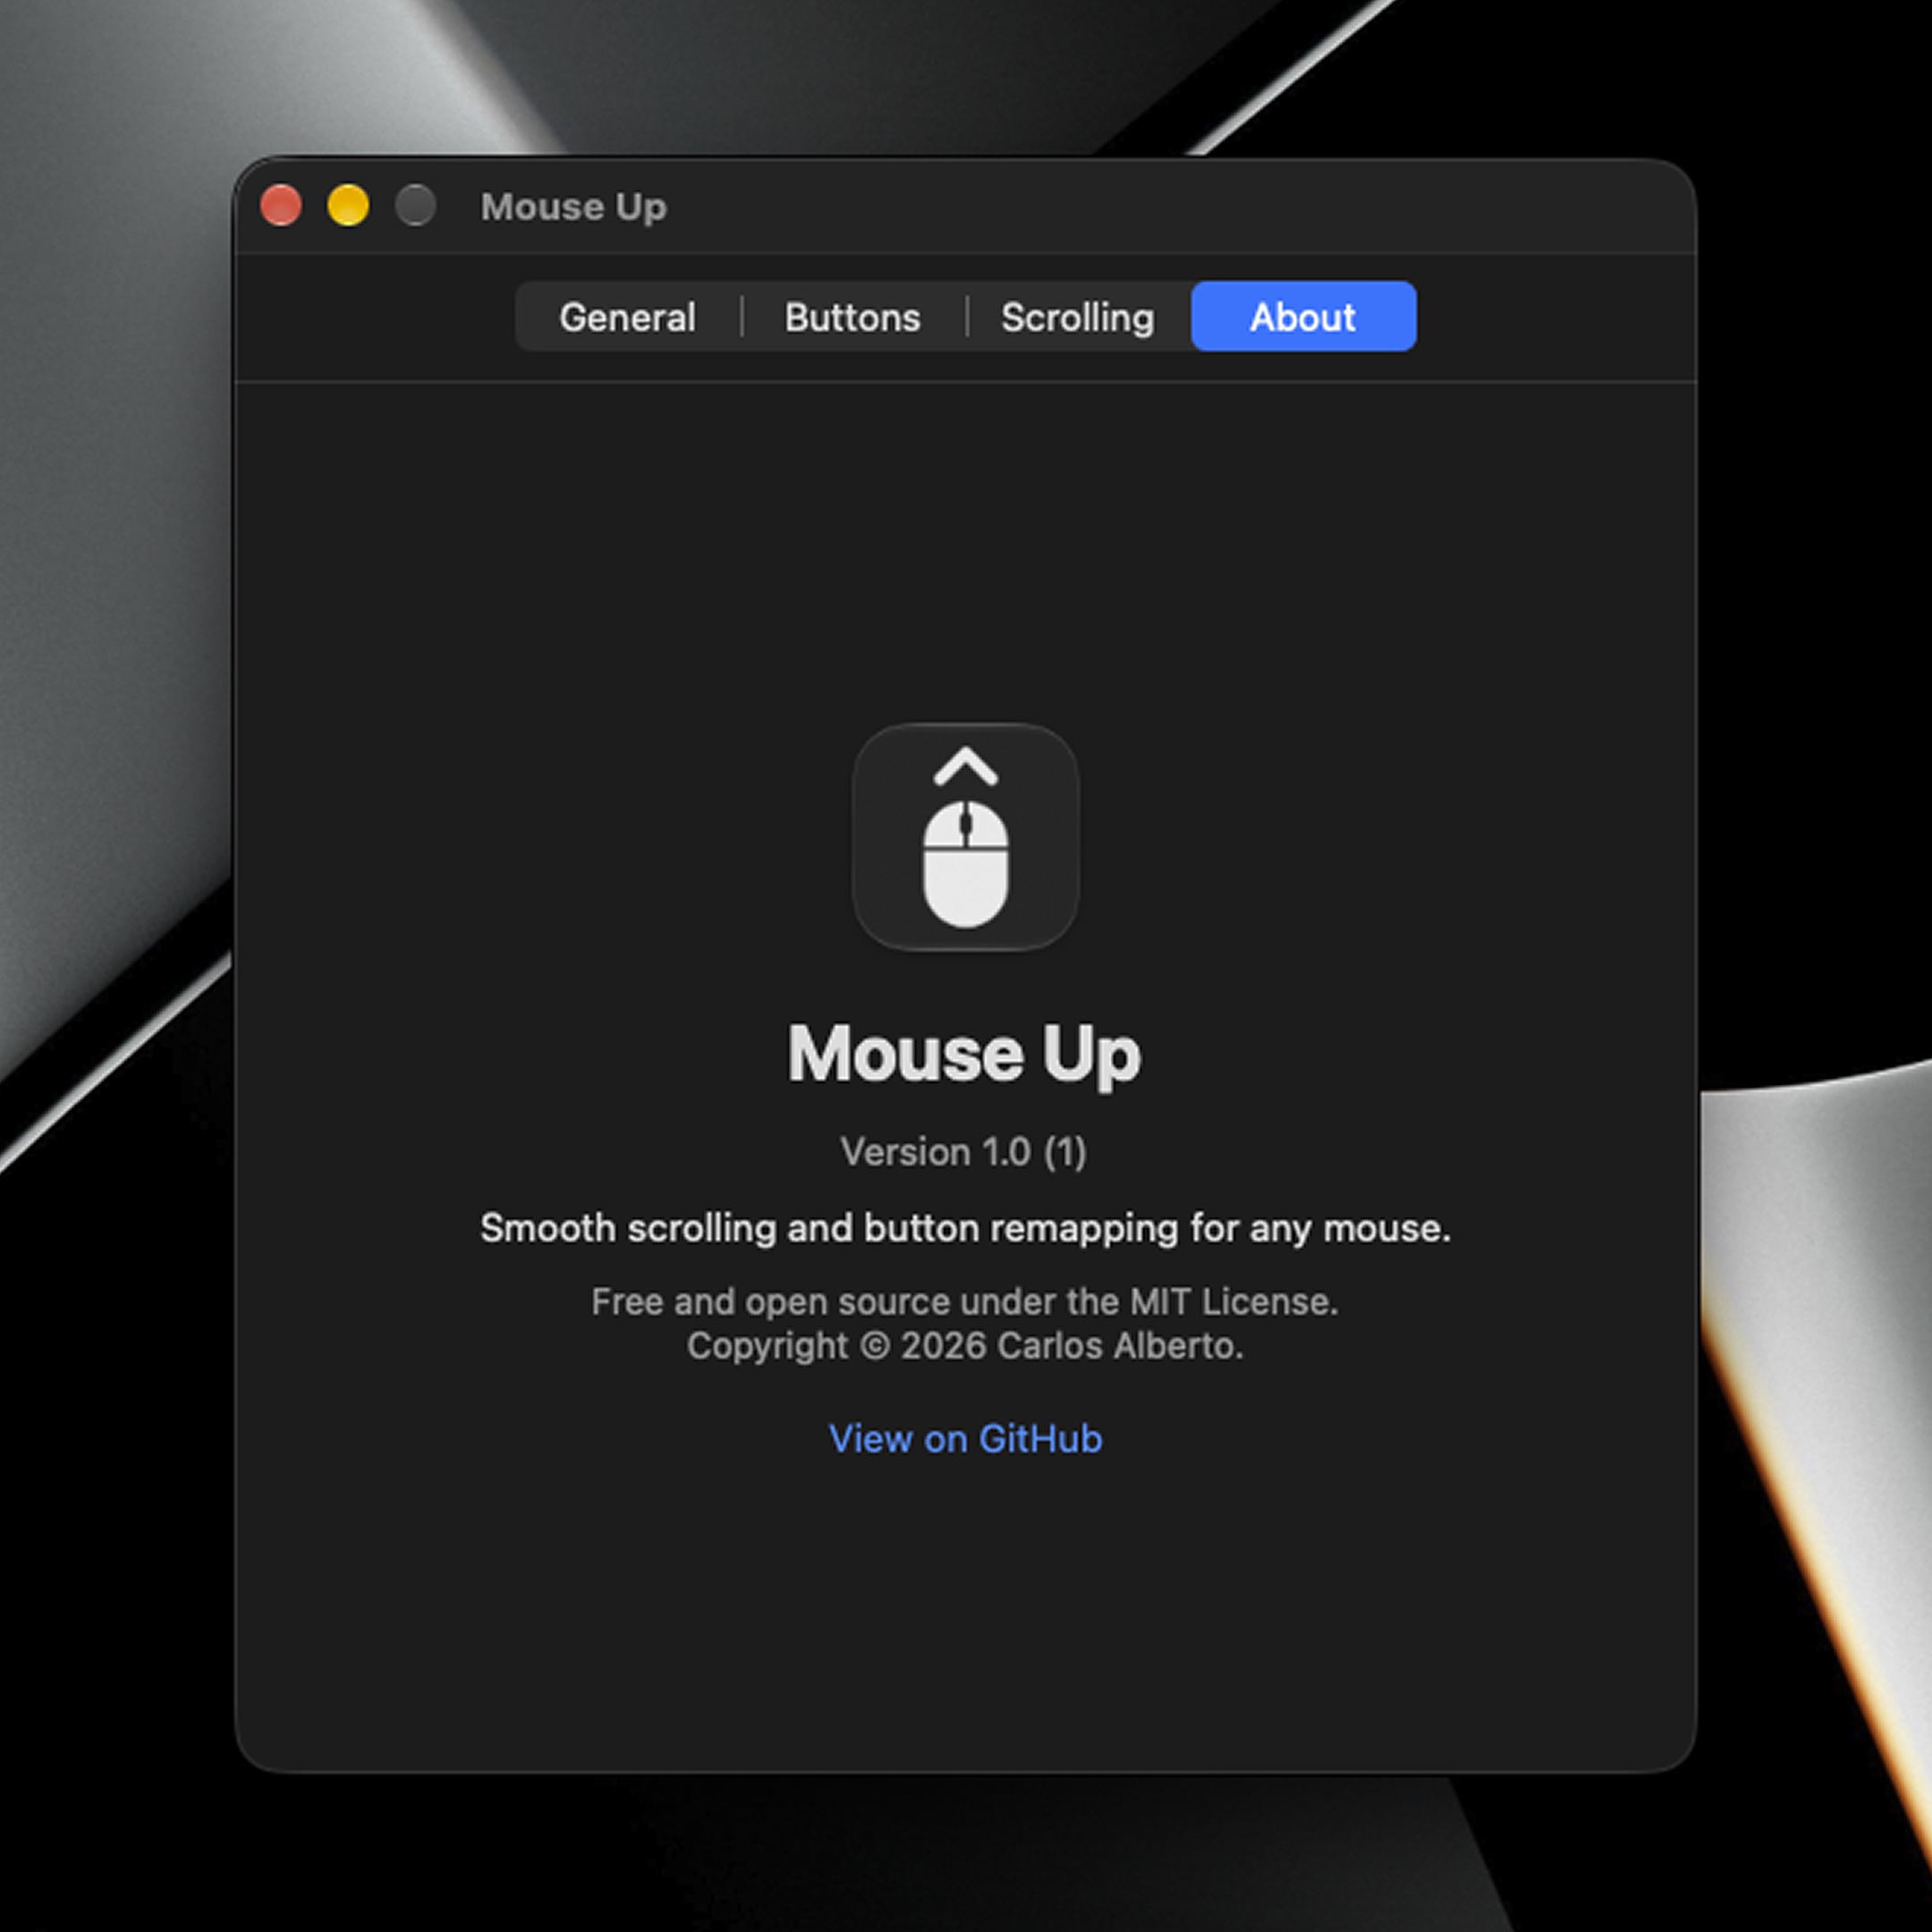 Mouse Up
General
Buttons
Scrolling
About
Mouse Up
Version 1.0 (1)
Smooth scrolling and button remapping for any mouse.
Free and open source under the MIT License.
Copyright © 2026 Carlos Alberto.
View on GitHub